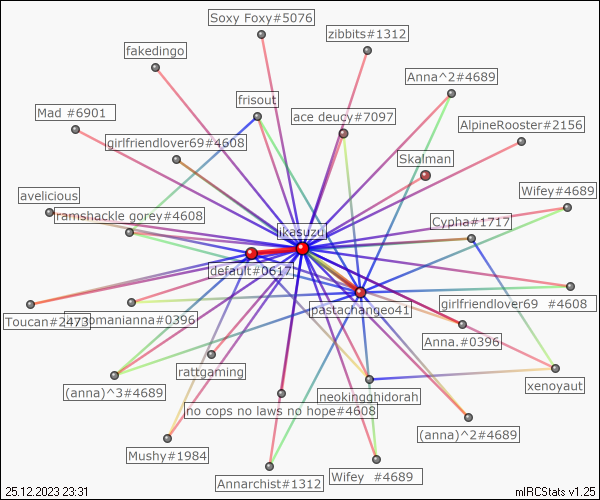 Soxy Foxy#5076
zibbits#1312
fakedingo
Anna^2#4689
frisout
Mad #6901
ace deucy#7097
AlpineRooster#2156
girlfriendlover69#4608
Skalman
avelicious
Wifey#4689
ramshackle gorey#4608
Cypha#1717
ikasuzu
default#0617
pastachangeo41
girlfriendlover69 #4608
Toucan#2473
omanianna#0396
Anna.#0396
rattgaming
xenoyaut
(anna)^3#4689
neokingghidorah
no cops no laws no hope#4608
(anna)^2#4689
Mushy#1984
Annarchist#1312
Wifey #4689
25.12.2023 23:31
mIRCStats v1.25